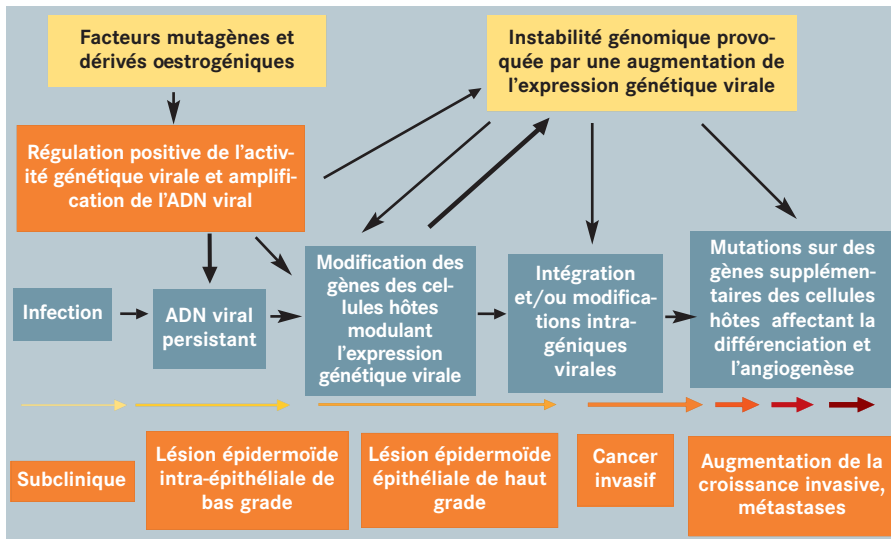 Facteurs mutagènes et
dérivés œstrogéniques
Instabilité génomique provo-
quée par une augmentation de
l'expression génétique virale
Régulation positive de l'activ-
ité génétique virale et amplifi-
cation de l'ADN viral
Infection
ADN viral
persistant
Modification des
gènes des cel-
lules hôtes
modulant
l'expression
génétique virale
Intégration
et/ou modifica-
tions intra-
géniques
virales
Mutations sur des
gènes supplémen-
taires des cellules
hôtes affectant la
différenciation et
l'angiogenèse
Subclinique
Lésion épidermoïde
intra-épithéliale de
bas grade
Lésion épidermoïde
épithéliale de haut
grade
Cancer
invasif
Augmentation de la
croissance invasive,
métastases